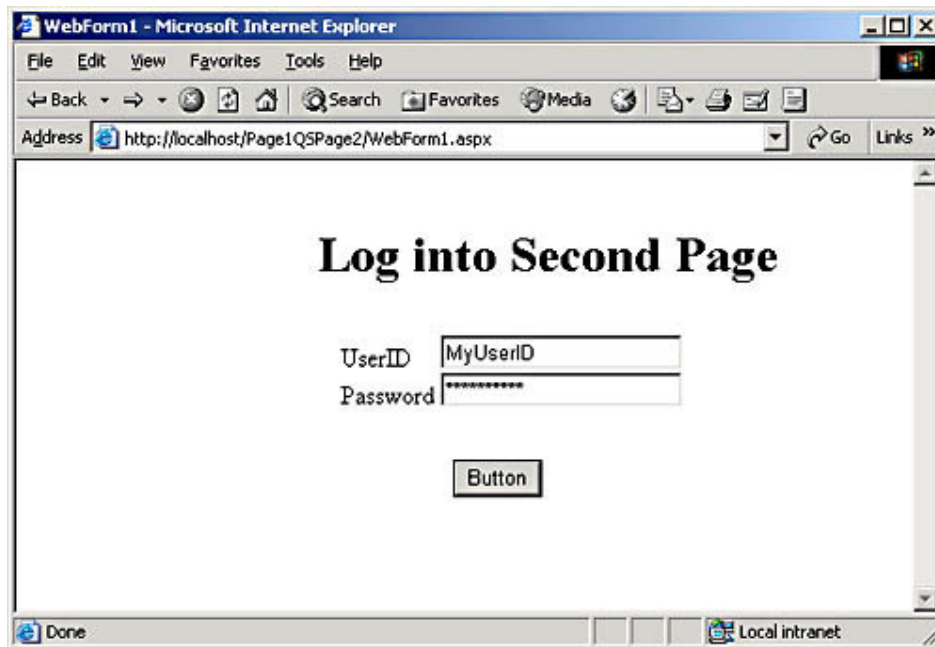 WebForm1 - Microsoft Internet Explorer
File Edit View Favorites Tools Help
Back Search Favorites Media
Address http://localhost/Page1QSPage2/WebForm1.aspx Go Links »
Log into Second Page
UserID MyUserID
Password **********
Button
Done Local intranet